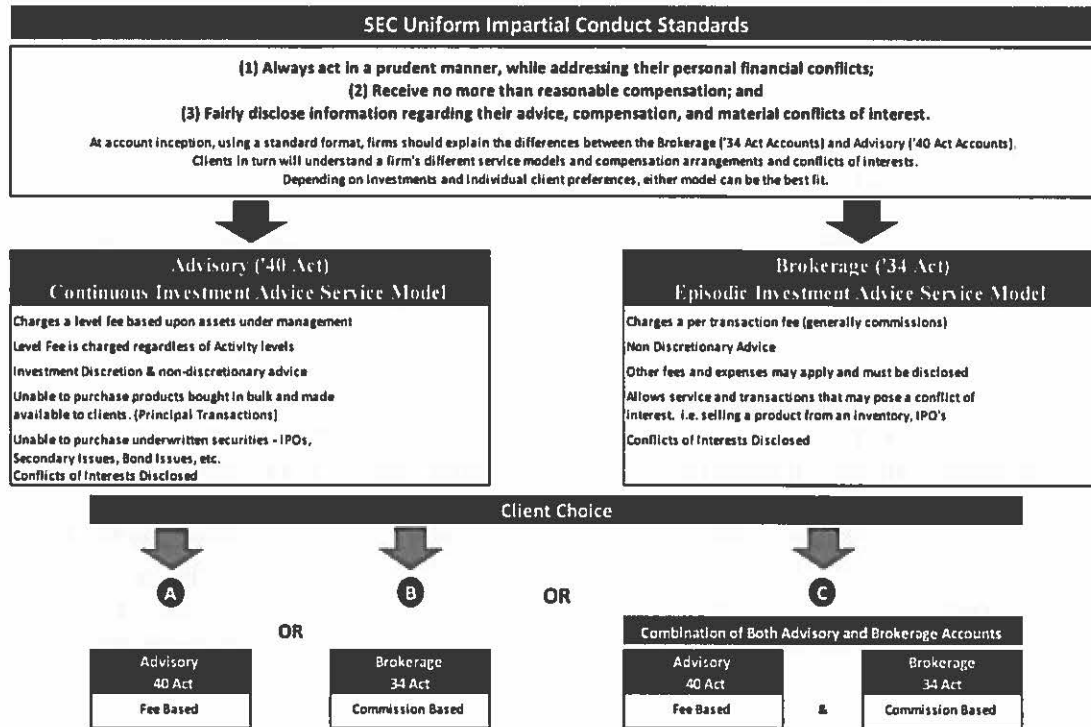 SEC Uniform Impartial Conduct Standards
(1) Always act in a prudent manner, while addressing their personal financial conflicts;
(2) Receive no more than reasonable compensation; and
(3) Fairly disclose information regarding their advice, compensation, and material conflicts of interest.
At account inception, using a standard format, firms should explain the differences between the Brokerage ('34 Act Accounts) and Advisory ('40 Act Accounts).
Clients in turn will understand a firm's different service models and compensation arrangements and conflicts of interests.
Depending on Investments and Individual client preferences, either model can be the best fit.
Advisory ('40 Act)
Continuous Investment Advice Service Model
Charges a level fee based upon assets under management
Level Fee is charged regardless of Activity levels
Investment Discretion & non-discretionary advice
Unable to purchase products bought in bulk and made
available to clients. (Principal Transactions)
Unable to purchase underwritten securities - IPOs,
Secondary Issues, Bond Issues, etc.
Conflicts of Interests Disclosed
Brokerage ('34 Act)
Episodic Investment Advice Service Model
Charges a per transaction fee (generally commissions)
Non Discretionary Advice
Other fees and expenses may apply and must be disclosed
Allows service and transactions that may pose a conflict of
interest. i.e. selling a product from an inventory, IPO's
Conflicts of Interests Disclosed
Client Choice
A
OR
B
OR
C
Combination of Both Advisory and Brokerage Accounts
Advisory
40 Act
Fee Based
Brokerage
34 Act
Commission Based
Advisory
40 Act
Fee Based
&
Brokerage
34 Act
Commission Based